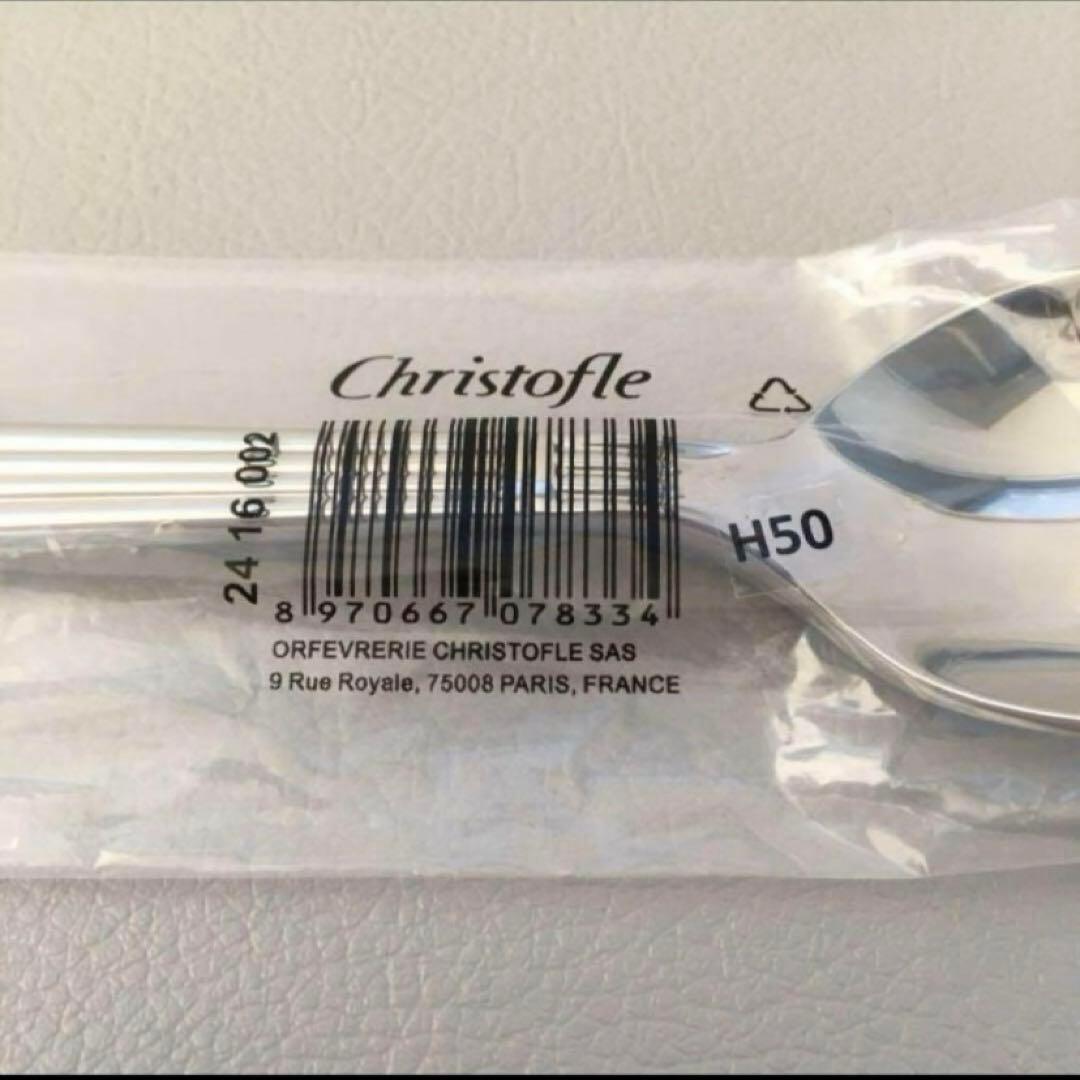 Christofle
24 16 002
H50
8 970667 078334
ORFEVRERIE CHRISTOFLE SAS
9 Rue Royale, 75008 PARIS, FRANCE